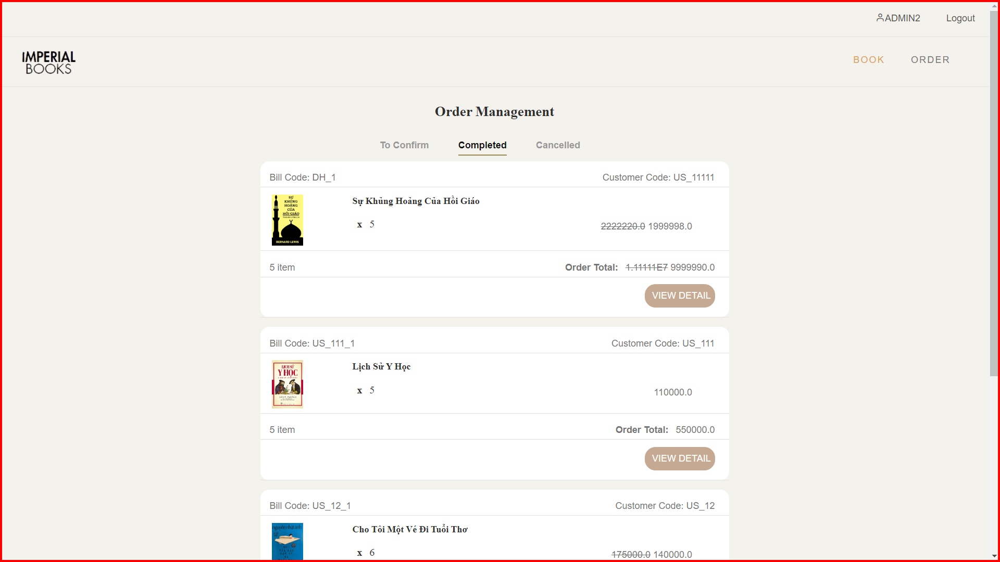 ADMIN2 Logout
IMPERIAL
BOOKS
BOOK ORDER
Order Management
To Confirm Completed Cancelled
Bill Code: DH_1 Customer Code: US_11111
SỰ
KHỦNG
HOẢNG
CỦA
HỒI GIÁO
BERNARD LEWIS
Sự Khủng Hoảng Của Hồi Giáo
x 5
2222220.0 1999998.0
5 item Order Total: 1.11111E7 9999990.0
VIEW DETAIL
Bill Code: US_111_1 Customer Code: US_111
LỊCH SỬ
Y HỌC
Lịch Sử Y Học
x 5
110000.0
5 item Order Total: 550000.0
VIEW DETAIL
Bill Code: US_12_1 Customer Code: US_12
nguyễn nhật ánh
Cho Tôi Một Vé Đi Tuổi Thơ
x 6
175000.0 140000.0